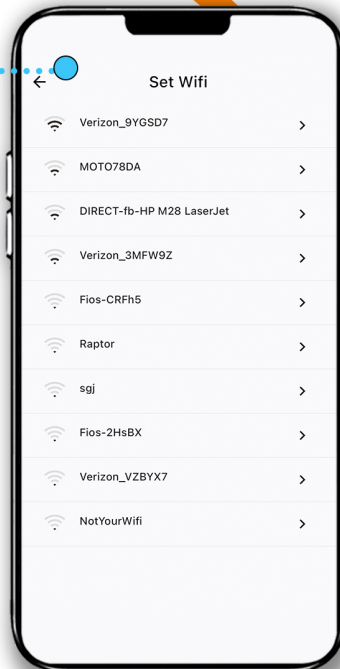 Set Wifi
Verizon_9YGSD7
MOTO78DA
DIRECT-fb-HP M28 LaserJet
Verizon_3MFW9Z
Fios-CRFh5
Raptor
sgj
Fios-2HsBX
Verizon_VZBYX7
NotYourWifi